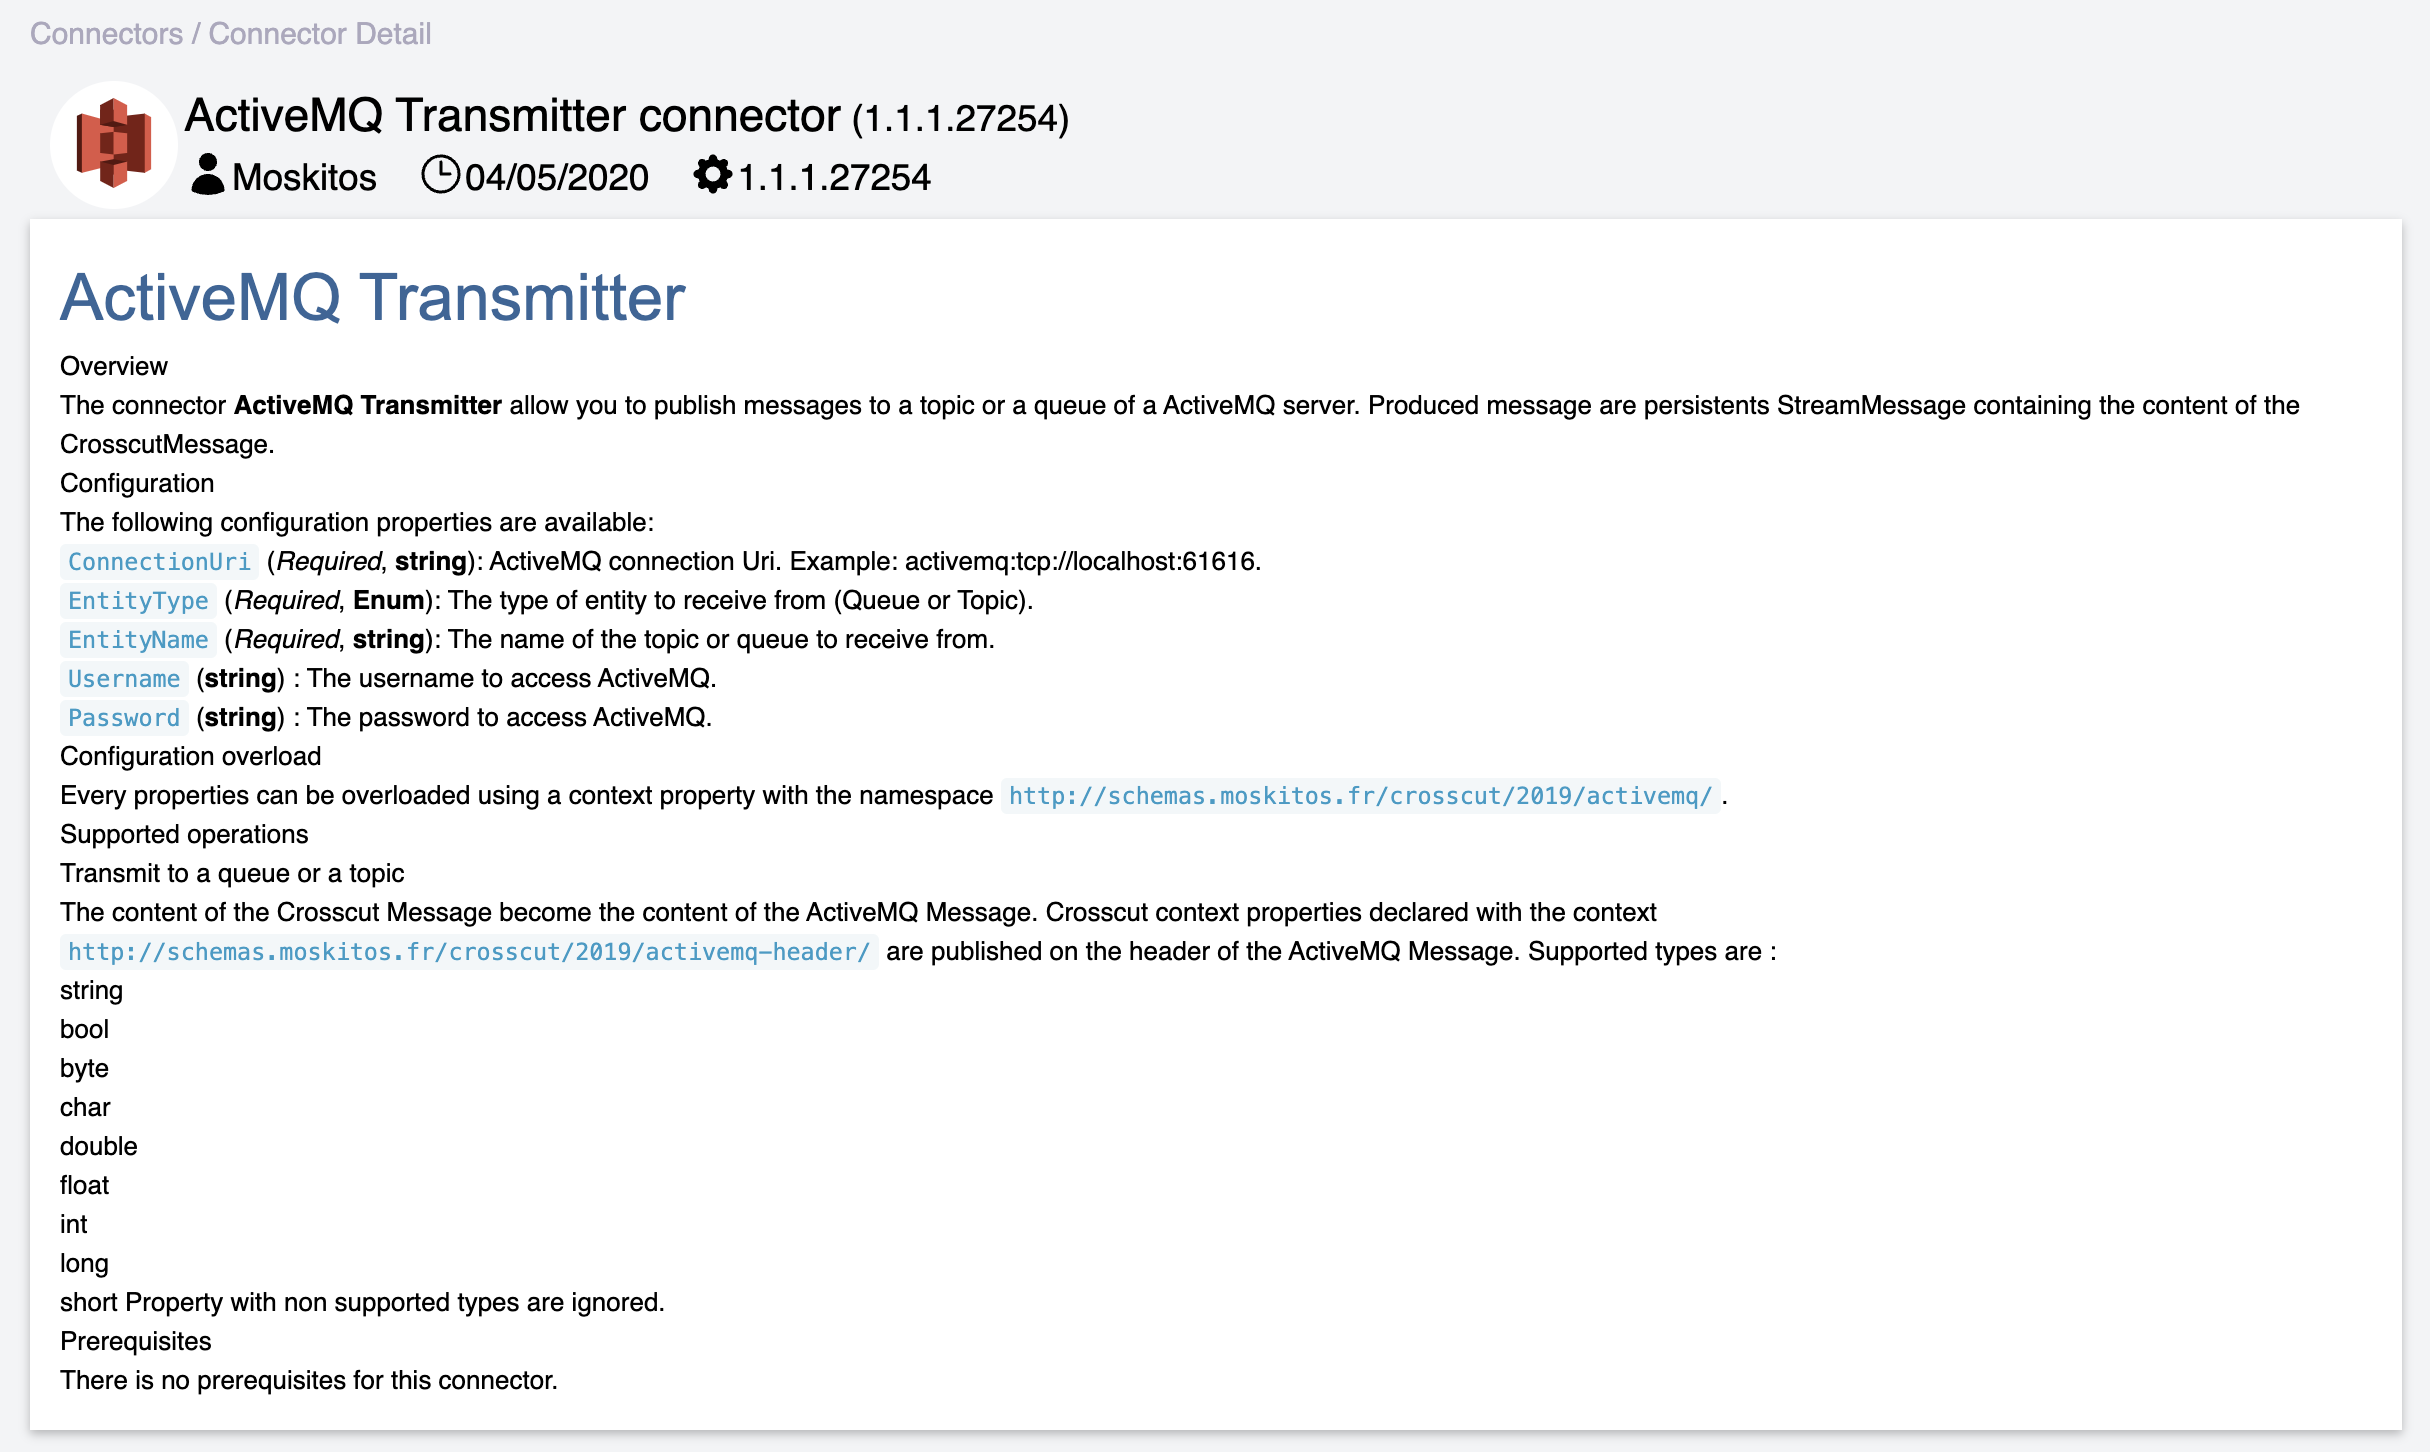 Connectors / Connector Detail
ActiveMQ Transmitter connector (1.1.1.27254)
Moskitos 04/05/2020 1.1.1.27254
ActiveMQ Transmitter
Overview
The connector ActiveMQ Transmitter allow you to publish messages to a topic or a queue of a ActiveMQ server. Produced message are persistents StreamMessage containing the content of the
CrosscutMessage.
Configuration
The following configuration properties are available:
ConnectionUri (Required, string): ActiveMQ connection Uri. Example: activemq:tcp://localhost:61616.
EntityType (Required, Enum): The type of entity to receive from (Queue or Topic).
EntityName (Required, string): The name of the topic or queue to receive from.
Username (string) : The username to access ActiveMQ.
Password (string) : The password to access ActiveMQ.
Configuration overload
Every properties can be overloaded using a context property with the namespace http://schemas.moskitos.fr/crosscut/2019/activemq/ .
Supported operations
Transmit to a queue or a topic
The content of the Crosscut Message become the content of the ActiveMQ Message. Crosscut context properties declared with the context
http://schemas.moskitos.fr/crosscut/2019/activemq-header/ are published on the header of the ActiveMQ Message. Supported types are :
string
bool
byte
char
double
float
int
long
short Property with non supported types are ignored.
Prerequisites
There is no prerequisites for this connector.